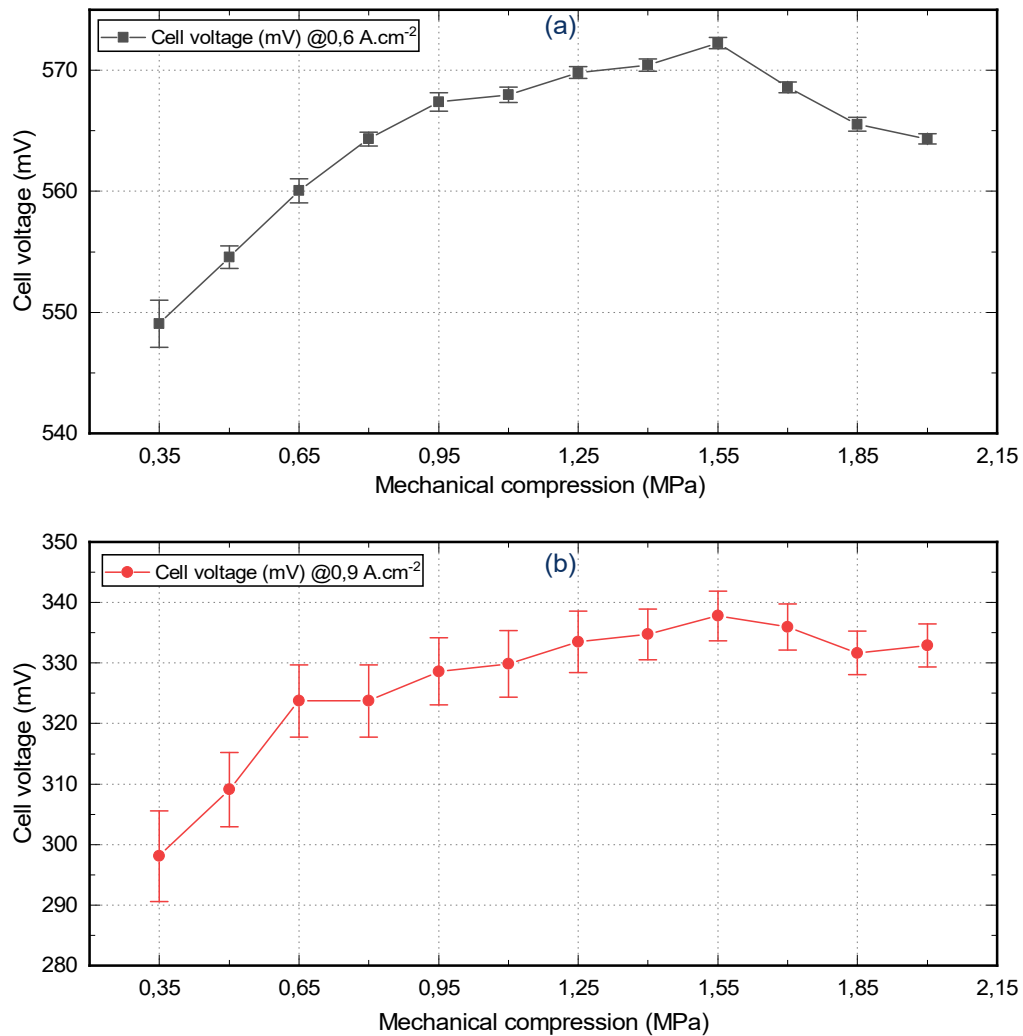 Cell voltage (mV) @0,6 A.cm-2
(a)
570
560
550
540
Cell voltage (mV)
0,35 0,65 0,95 1,25 1,55 1,85 2,15
Mechanical compression (MPa)
Cell voltage (mV) @0,9 A.cm-2
(b)
350
340
330
320
310
300
290
280
Cell voltage (mV)
0,35 0,65 0,95 1,25 1,55 1,85 2,15
Mechanical compression (MPa)